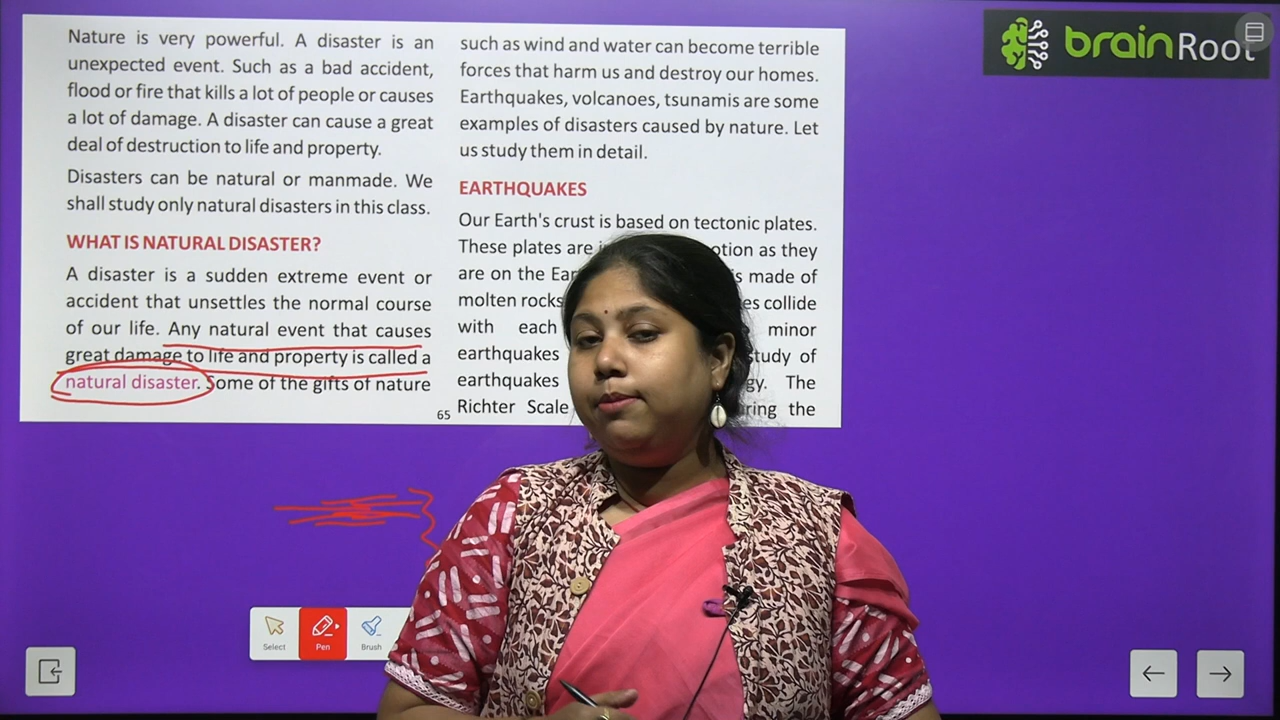 Nature is very powerful. A disaster is an
unexpected event. Such as a bad accident,
flood or fire that kills a lot of people or causes
a lot of damage. A disaster can cause a great
deal of destruction to life and property.
Disasters can be natural or manmade. We
shall study only natural disasters in this class.
WHAT IS NATURAL DISASTER?
A disaster is a sudden extreme event or
accident that unsettles the normal course
of our life. Any natural event that causes
great damage to life and property is called a
natural disaster. Some of the gifts of nature
65
such as wind and water can become terrible
forces that harm us and destroy our homes.
Earthquakes, volcanoes, tsunamis are some
examples of disasters caused by nature. Let
us study them in detail.
EARTHQUAKES
Our Earth's crust is based on tectonic plates.
These plates are otion as they
are on the Ear is made of
molten rocks es collide
with each minor
earthquakes study of
earthquakes gy. The
Richter Scale uring the
brainRoot
Select
Pen
Brush